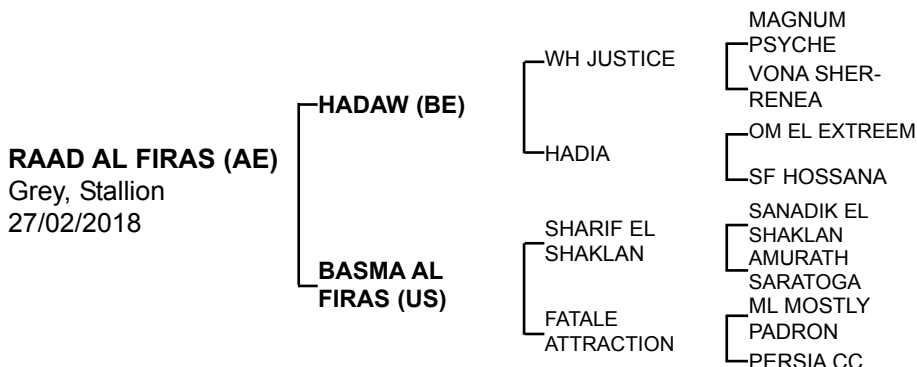 RAAD AL FIRAS (AE)
Grey, Stallion
27/02/2018
HADAW (BE)
BASMA AL
FIRAS (US)
WH JUSTICE
HADIA
SHARIF EL
SHAKLAN
FATALE
ATTRACTION
MAGNUM
PSYCHE
VONA SHER-
RENEA
OM EL EXTREEM
SF HOSSANA
SANADIK EL
SHAKLAN
AMURATH
SARATOGA
ML MOSTLY
PADRON
PERSIA CC